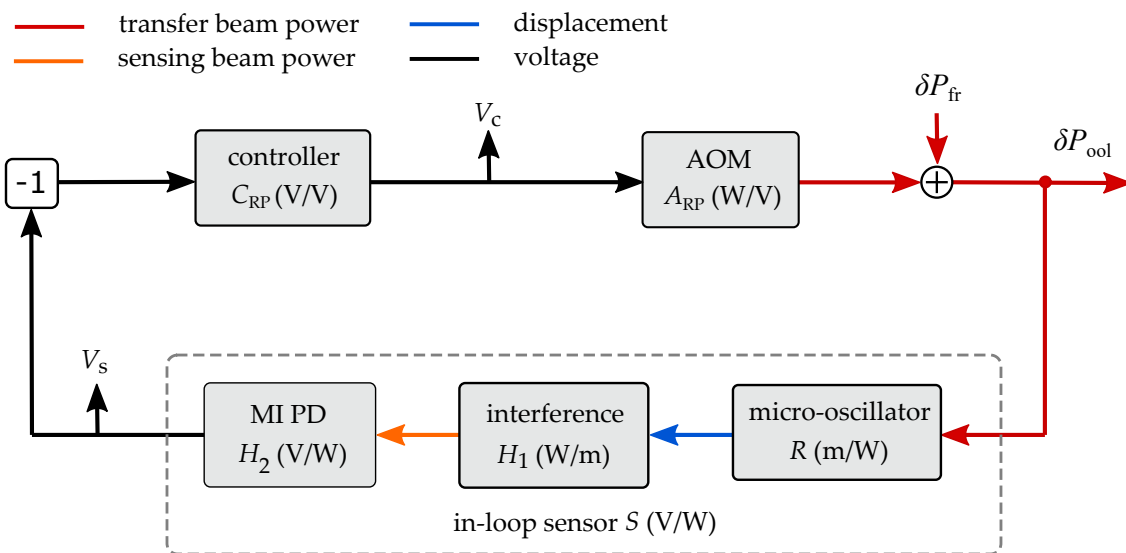 transfer beam power
displacement
sensing beam power
voltage
δP_fr
V_c
δP_ool
controller
C_RP (V/V)
AOM
A_RP (W/V)
-1
+
V_s
MI PD
H_2 (V/W)
interference
H_1 (W/m)
micro-oscillator
R (m/W)
in-loop sensor S (V/W)